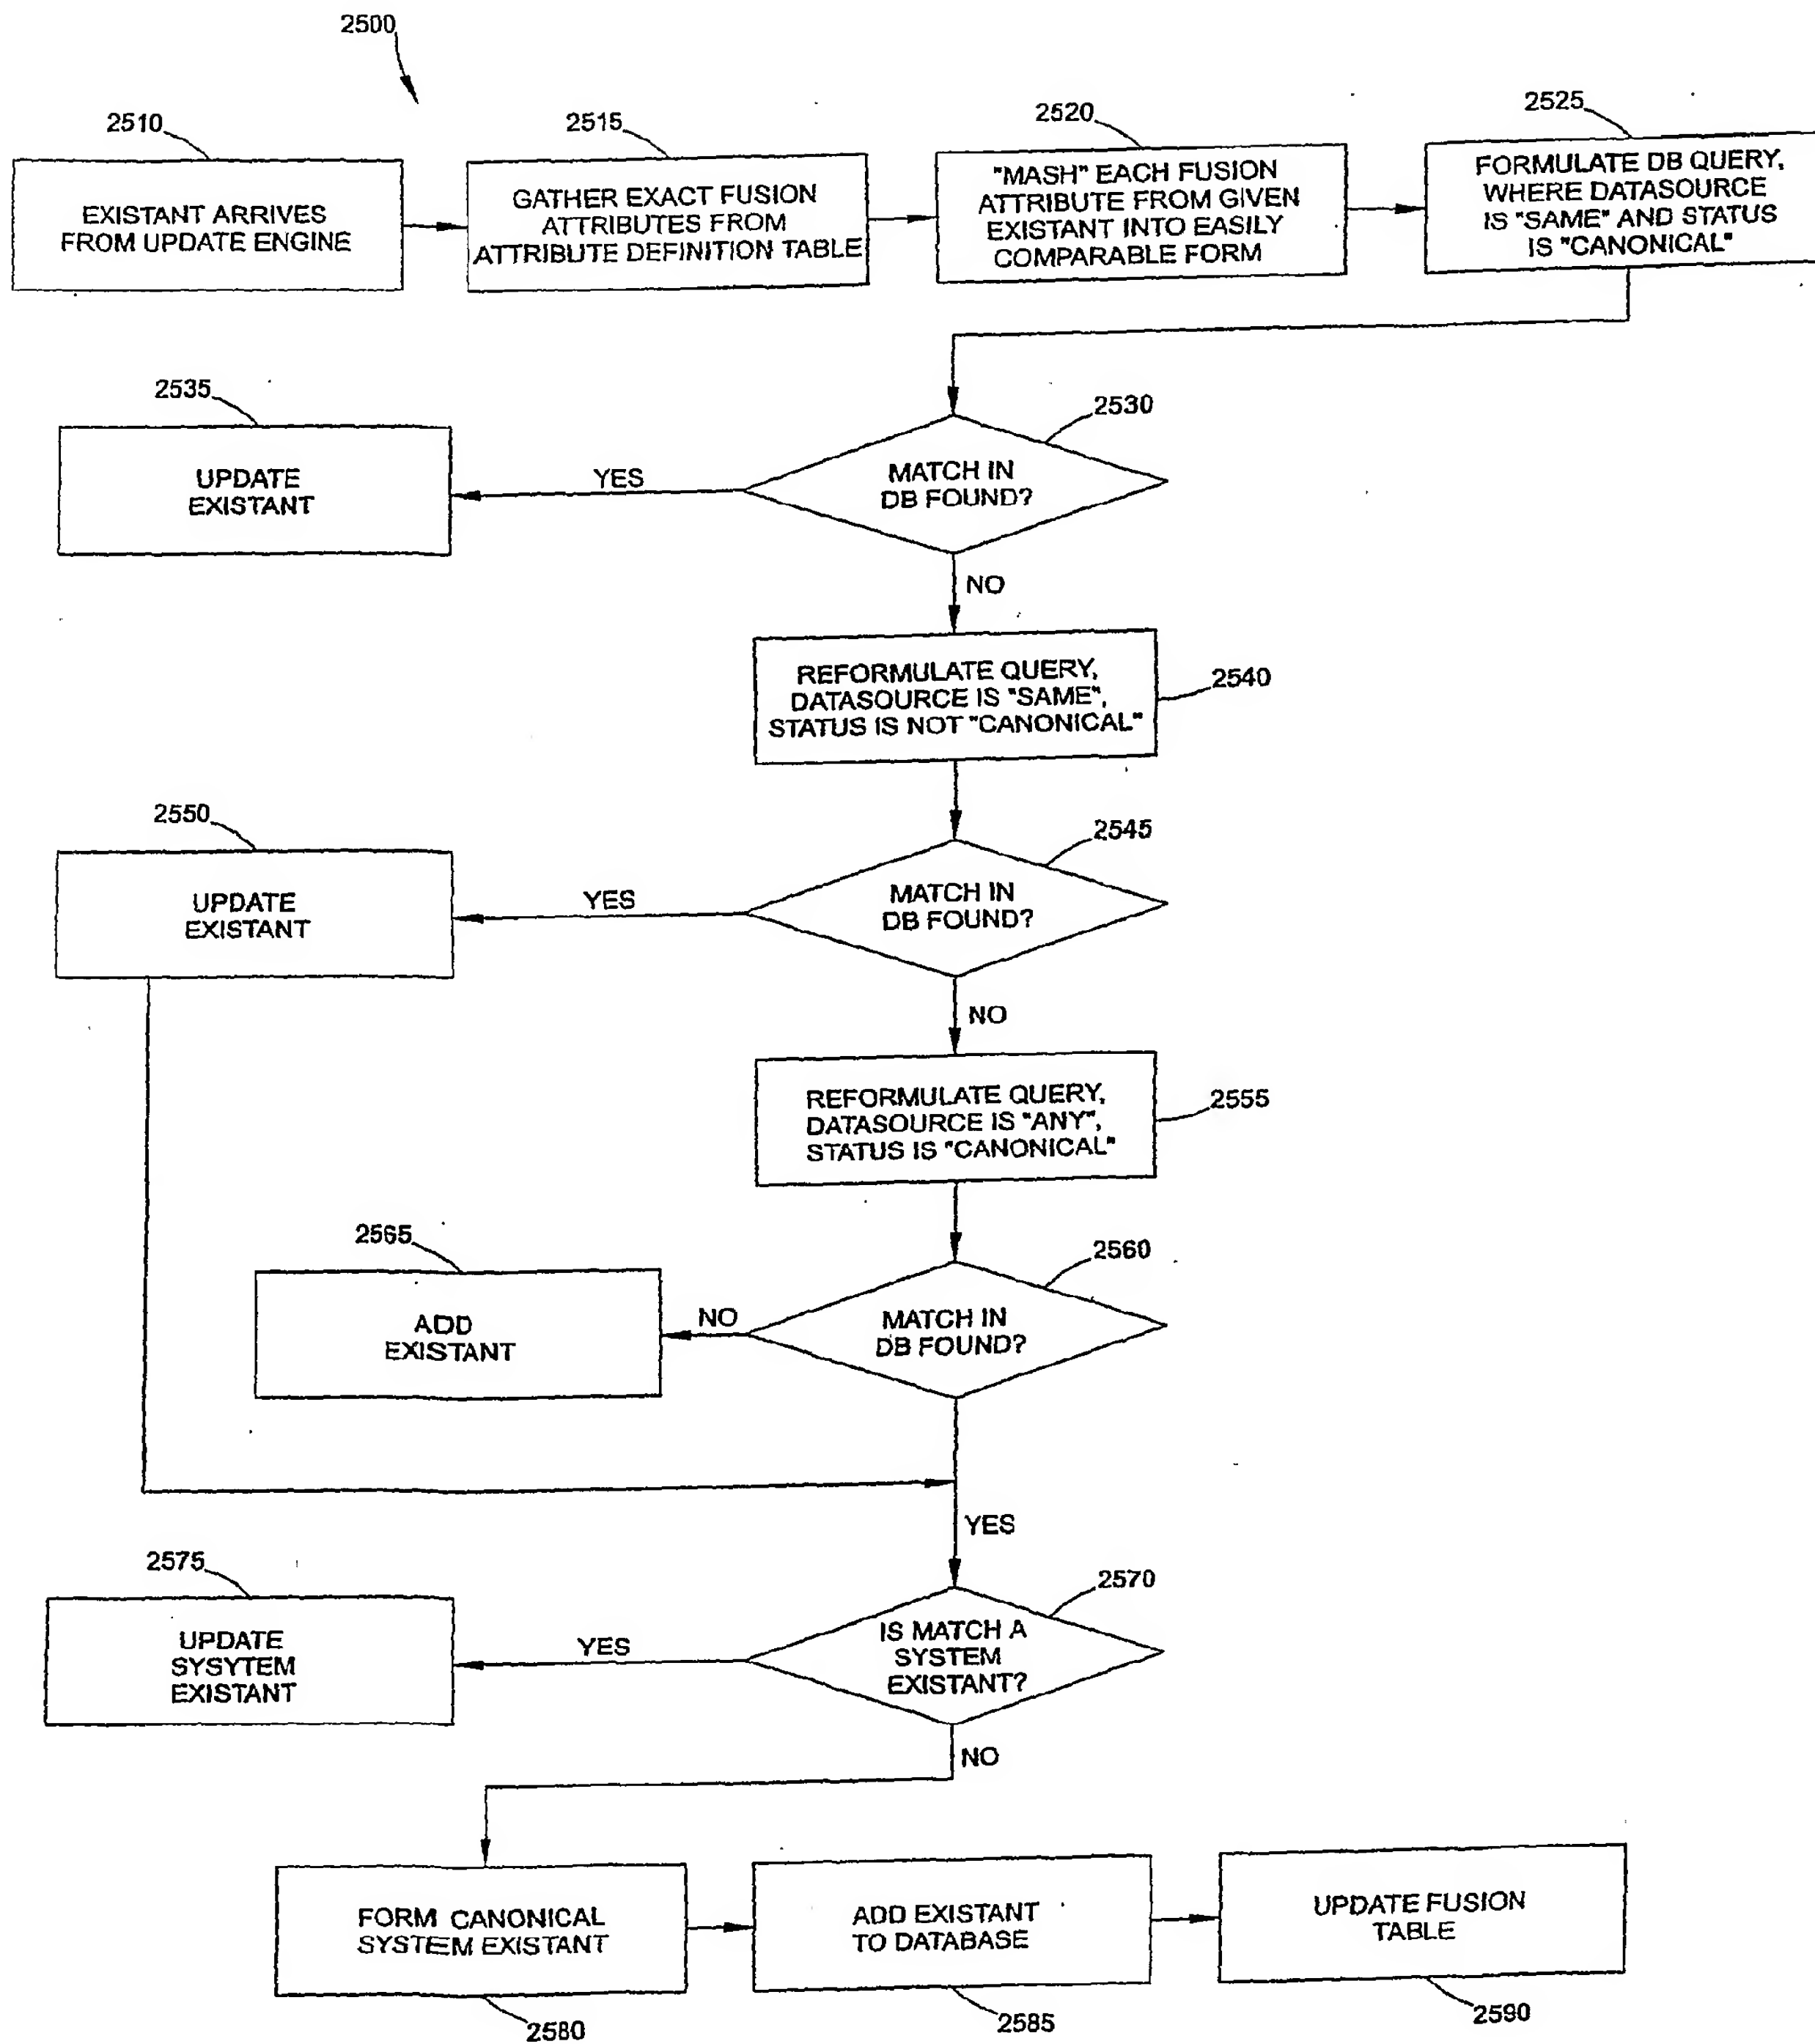 2500
2510
EXISTANT ARRIVES
FROM UPDATE ENGINE
2515
GATHER EXACT FUSION
ATTRIBUTES FROM
ATTRIBUTE DEFINITION TABLE
2520
"MASH" EACH FUSION
ATTRIBUTE FROM GIVEN
EXISTANT INTO EASILY
COMPARABLE FORM
2525
FORMULATE DB QUERY,
WHERE DATASOURCE
IS "SAME" AND STATUS
IS "CANONICAL"
2535
UPDATE
EXISTANT
YES
2530
MATCH IN
DB FOUND?
NO
REFORMULATE QUERY,
DATASOURCE IS "SAME",
STATUS IS NOT "CANONICAL"
2540
2550
UPDATE
EXISTANT
YES
2545
MATCH IN
DB FOUND?
NO
REFORMULATE QUERY,
DATASOURCE IS "ANY",
STATUS IS "CANONICAL"
2555
2565
ADD
EXISTANT
NO
2560
MATCH IN
DB FOUND?
YES
2575
UPDATE
SYSYTEM
EXISTANT
YES
2570
IS MATCH A
SYSTEM
EXISTANT?
NO
FORM CANONICAL
SYSTEM EXISTANT
2580
ADD EXISTANT
TO DATABASE
2585
UPDATE FUSION
TABLE
2590